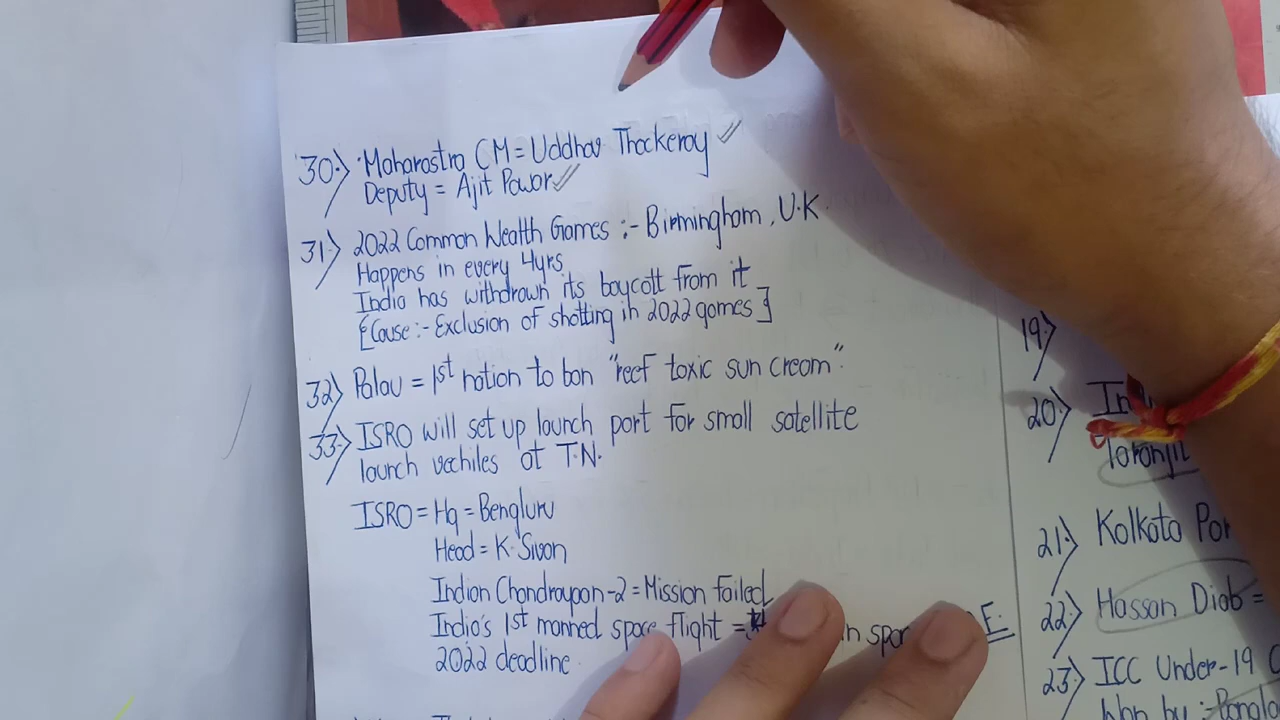 30.) Maharastra CM = Uddhav Thackeray
Deputy = Ajit Pawar
31.) 2022 Common Wealth Games :- Birmingham, U.K.
Happens in every 4yrs
India has withdrawn its boycott from it
[Cause :- Exclusion of shotting in 2022 games]
32) Palau = 1st nation to ban "reef toxic sun cream".
33.) ISRO will set up launch port for small satellite
launch vechiles at T.N.
ISRO = Hq = Bengluru
Head = K. Sivan
Indian Chandrayaan-2 = Mission failed
India's 1st manned space flight =
2022 deadline.
19.)
20.)
21.) Kolkata Por
22.) Hassan Diab =
23.) ICC Under-19 C
Won by :- Bangla